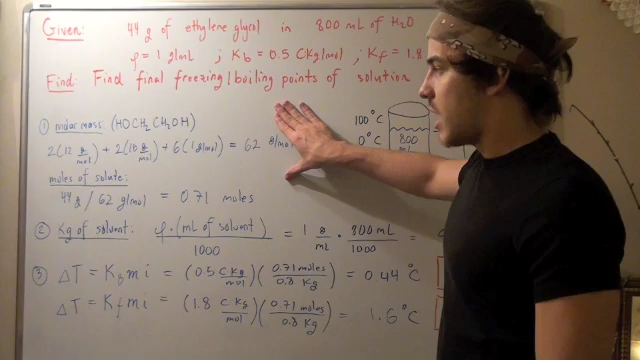 Given: 44 g of ethylene glycol in 800 mL of H2O
ρ = 1 g/mL ; Kb = 0.5 CKg/mol ; Kf = 1.8
Find: Find final freezing/boiling points of solution
① molar mass: (HOCH2CH2OH)
2(12 g/mol) + 2(16 g/mol) + 6(1 g/mol) = 62 g/mol
moles of solute:
44 g / 62 g/mol = 0.71 moles
100°C
0°C
800 mL
② Kg of solvent: ρ·(mL of solvent)/1000 = 1 g/mL · 800 mL/1000 =
③ ΔT = Kb m i = (0.5 C Kg/mol)(0.71 moles/0.8 Kg) = 0.44°C
ΔT = Kf m i = (1.8 C Kg/mol)(0.71 moles/0.8 Kg) = 1.6°C